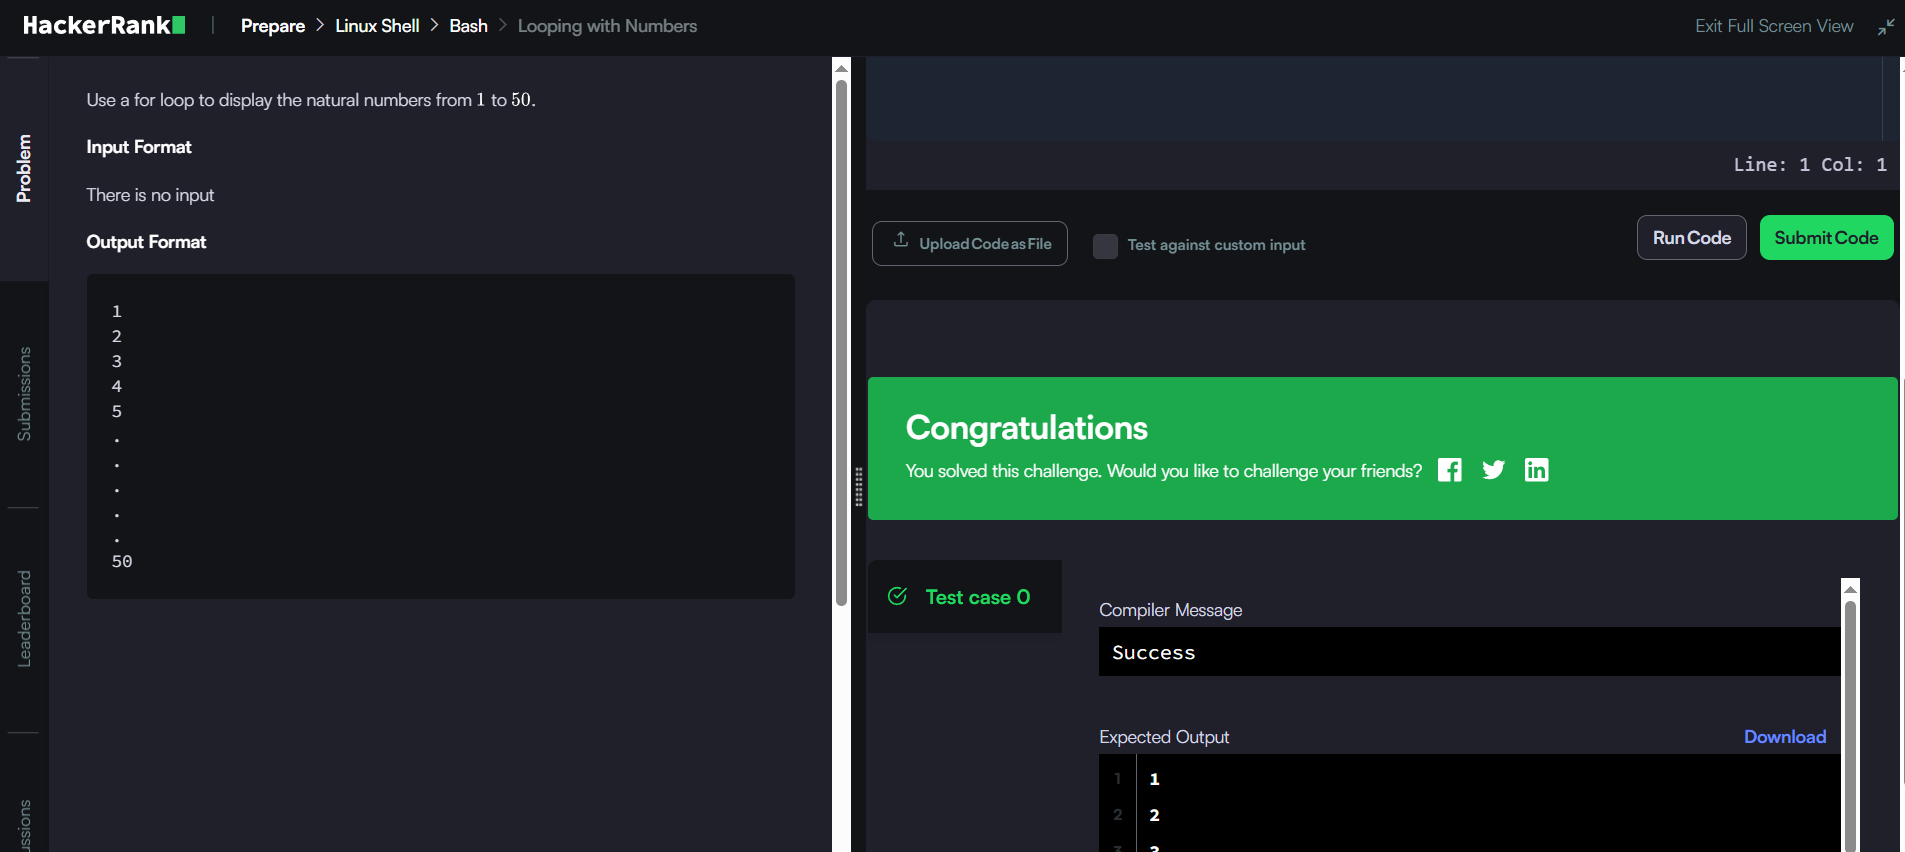 HackerRank
Prepare > Linux Shell > Bash > Looping with Numbers
Exit Full Screen View
Problem
Submissions
Leaderboard
Use a for loop to display the natural numbers from 1 to 50.
Input Format
There is no input
Output Format
1
2
3
4
5
.
.
.
.
.
50
Line: 1 Col: 1
Upload Code as File
Test against custom input
Run Code
Submit Code
Congratulations
You solved this challenge. Would you like to challenge your friends?
Test case 0
Compiler Message
Success
Expected Output
Download
1 1
2 2
3 3